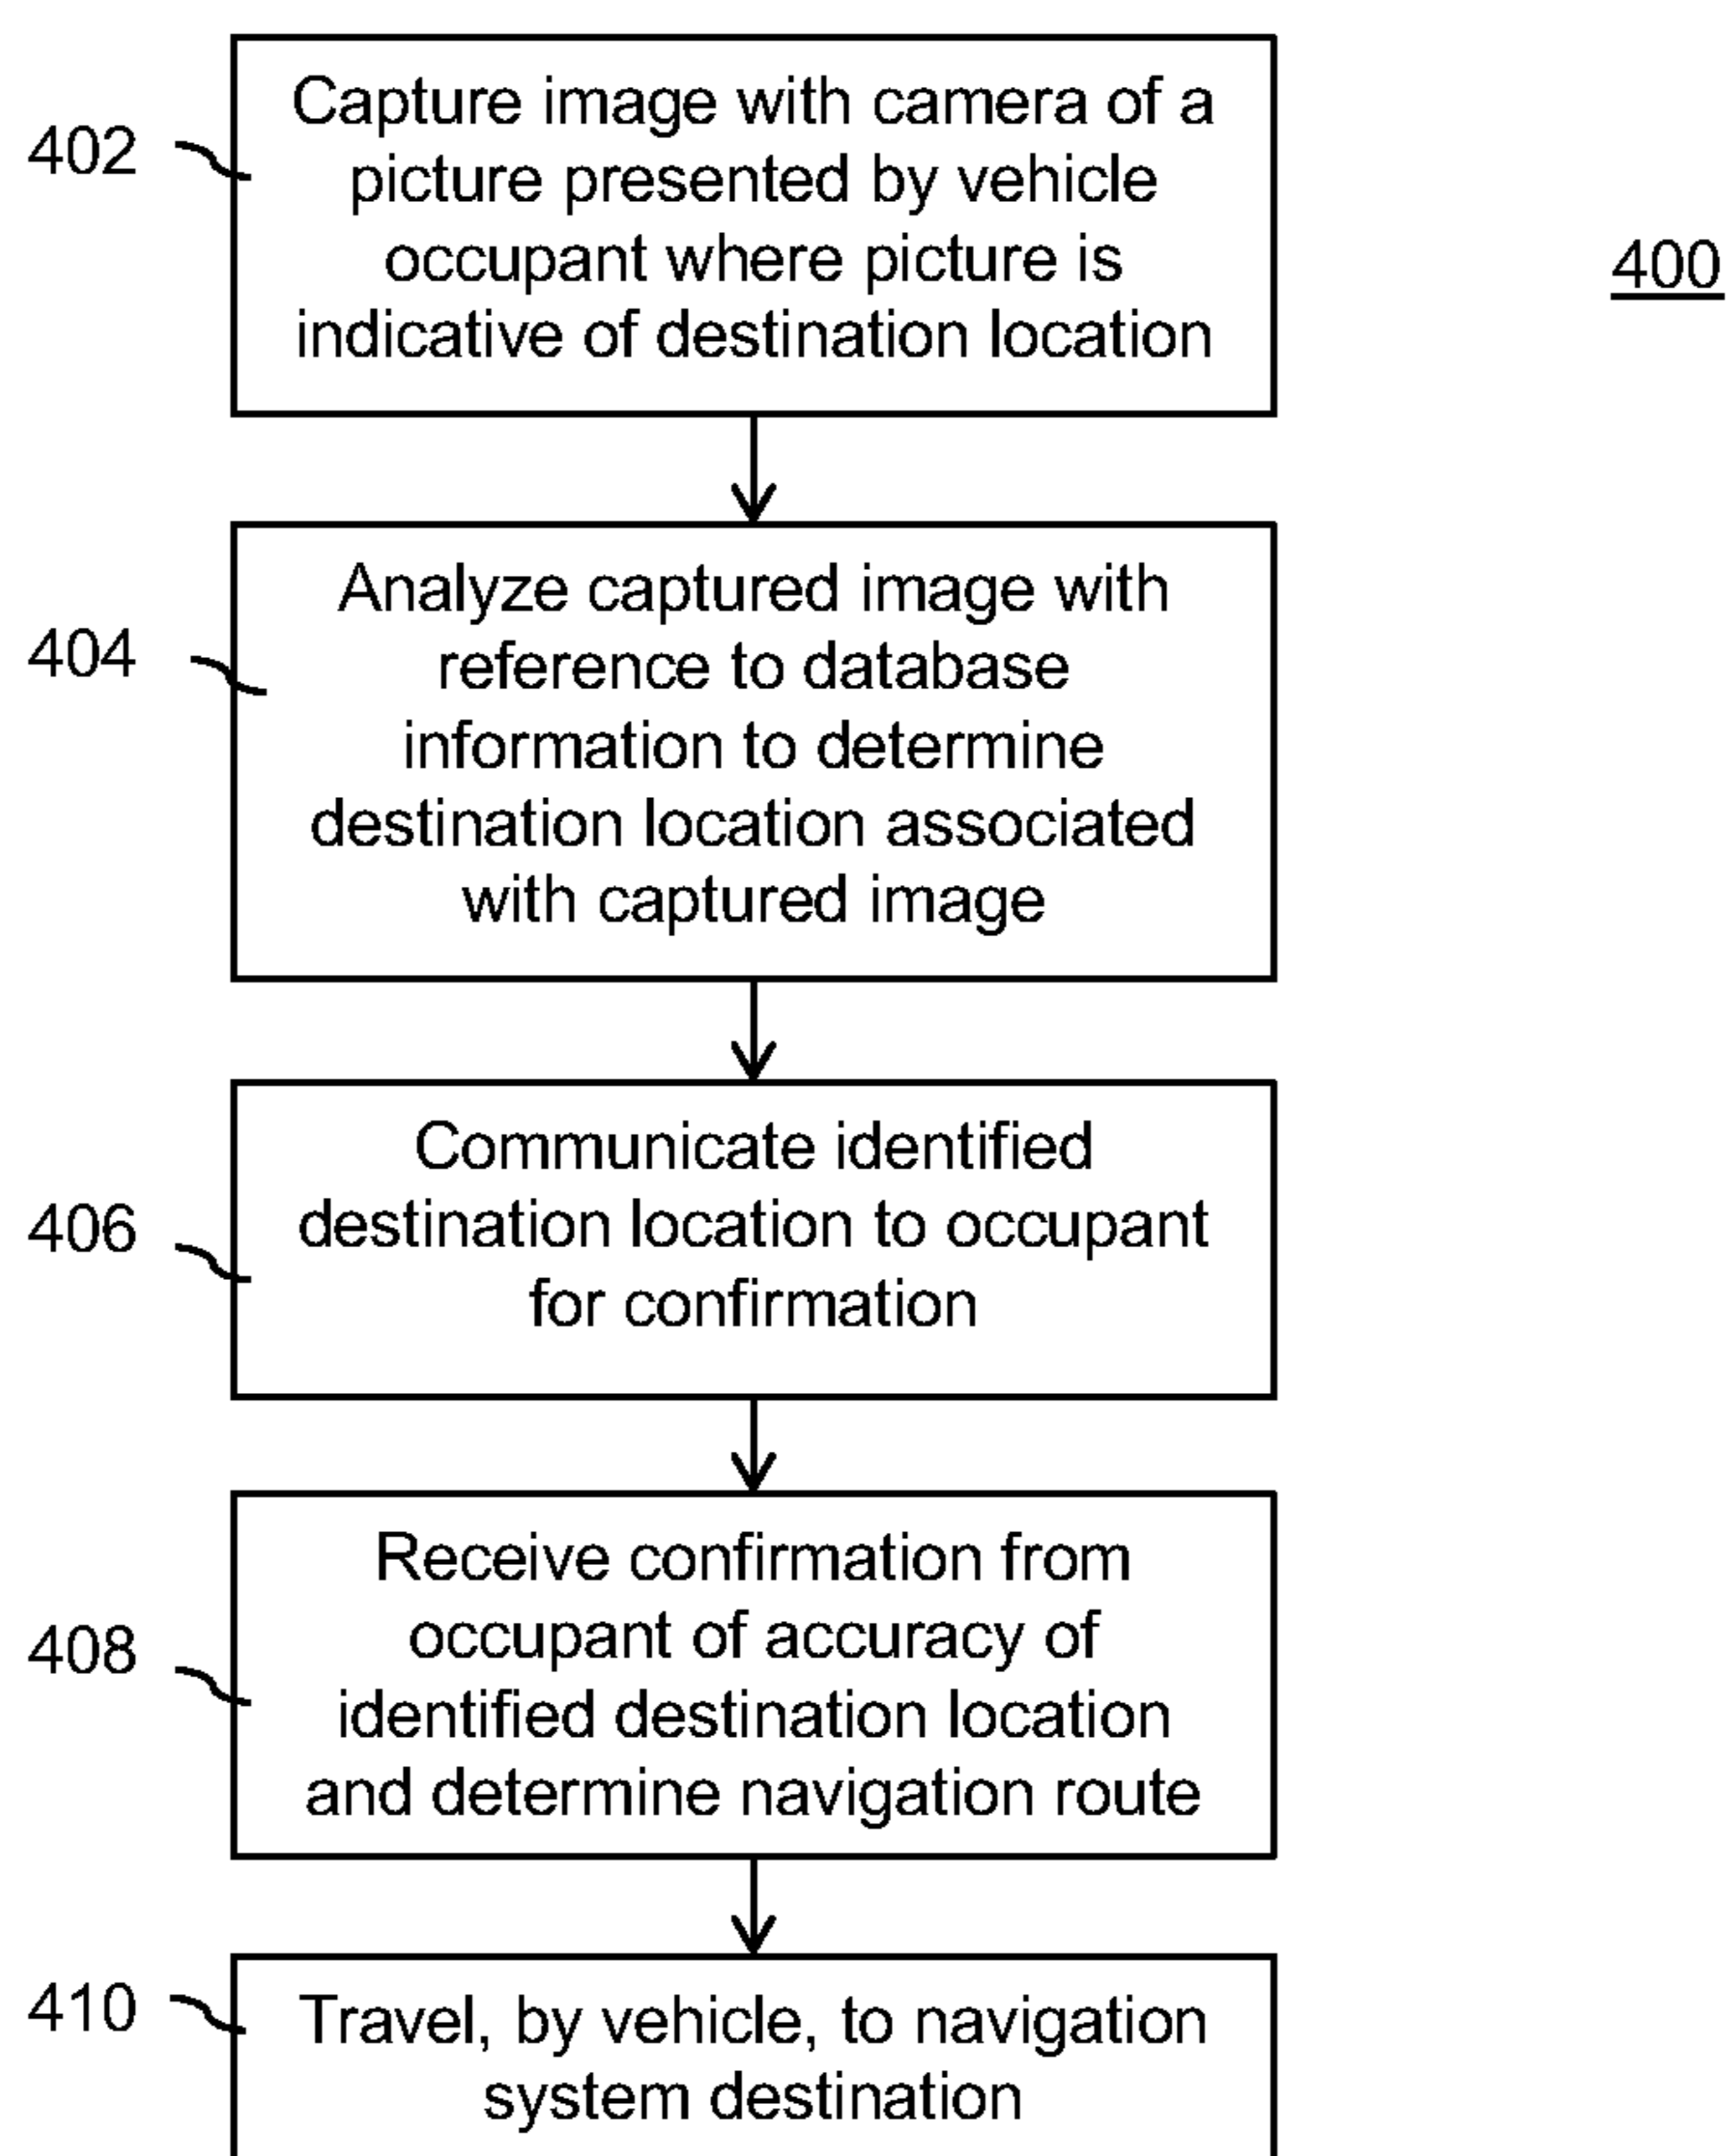 402
Capture image with camera of a
picture presented by vehicle
occupant where picture is
indicative of destination location
400
404
Analyze captured image with
reference to database
information to determine
destination location associated
with captured image
406
Communicate identified
destination location to occupant
for confirmation
408
Receive confirmation from
occupant of accuracy of
identified destination location
and determine navigation route
410
Travel, by vehicle, to navigation
system destination